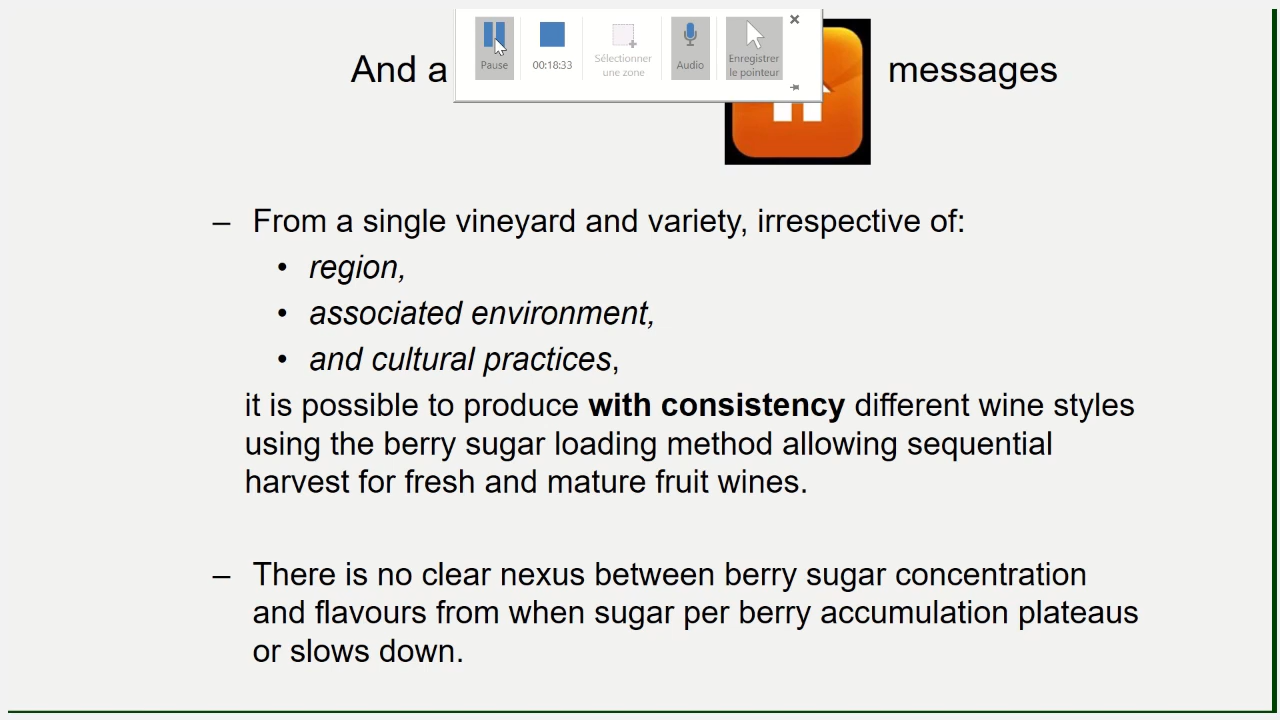 And a
messages
Pause
00:18:33
Sélectionner
une zone
Audio
Enregistrer
le pointeur
– From a single vineyard and variety, irrespective of:
• region,
• associated environment,
• and cultural practices,
it is possible to produce with consistency different wine styles
using the berry sugar loading method allowing sequential
harvest for fresh and mature fruit wines.
– There is no clear nexus between berry sugar concentration
and flavours from when sugar per berry accumulation plateaus
or slows down.